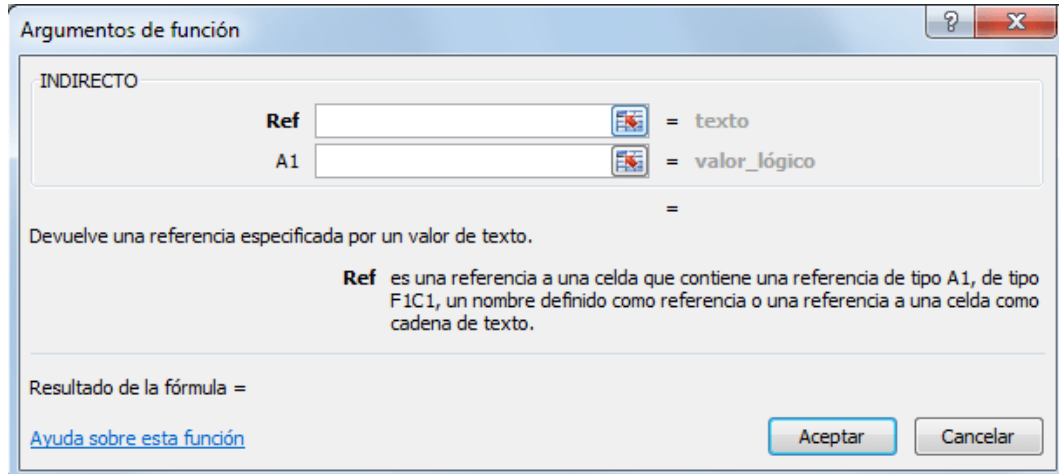 Argumentos de función
INDIRECTO
Ref = texto
A1 = valor_lógico
=
Devuelve una referencia especificada por un valor de texto.
Ref es una referencia a una celda que contiene una referencia de tipo A1, de tipo
F1C1, un nombre definido como referencia o una referencia a una celda como
cadena de texto.
Resultado de la fórmula =
Ayuda sobre esta función
Aceptar
Cancelar